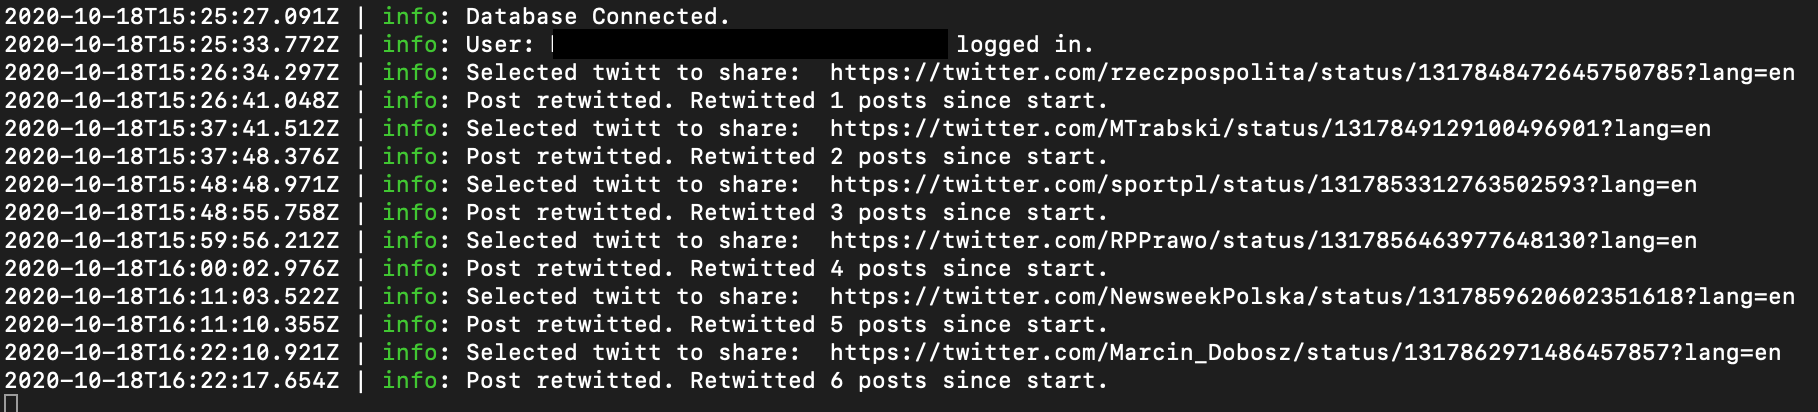 2020-10-18T15:25:27.091Z | info: Database Connected.
2020-10-18T15:25:33.772Z | info: User: logged in.
2020-10-18T15:26:34.297Z | info: Selected twitt to share:  https://twitter.com/rzeczpospolita/status/1317848472645750785?lang=en
2020-10-18T15:26:41.048Z | info: Post retwitted. Retwitted 1 posts since start.
2020-10-18T15:37:41.512Z | info: Selected twitt to share:  https://twitter.com/MTrabski/status/1317849129100496901?lang=en
2020-10-18T15:37:48.376Z | info: Post retwitted. Retwitted 2 posts since start.
2020-10-18T15:48:48.971Z | info: Selected twitt to share:  https://twitter.com/sportpl/status/1317853312763502593?lang=en
2020-10-18T15:48:55.758Z | info: Post retwitted. Retwitted 3 posts since start.
2020-10-18T15:59:56.212Z | info: Selected twitt to share:  https://twitter.com/RPPrawo/status/1317856463977648130?lang=en
2020-10-18T16:00:02.976Z | info: Post retwitted. Retwitted 4 posts since start.
2020-10-18T16:11:03.522Z | info: Selected twitt to share:  https://twitter.com/NewsweekPolska/status/1317859620602351618?lang=en
2020-10-18T16:11:10.355Z | info: Post retwitted. Retwitted 5 posts since start.
2020-10-18T16:22:10.921Z | info: Selected twitt to share:  https://twitter.com/Marcin_Dobosz/status/1317862971486457857?lang=en
2020-10-18T16:22:17.654Z | info: Post retwitted. Retwitted 6 posts since start.